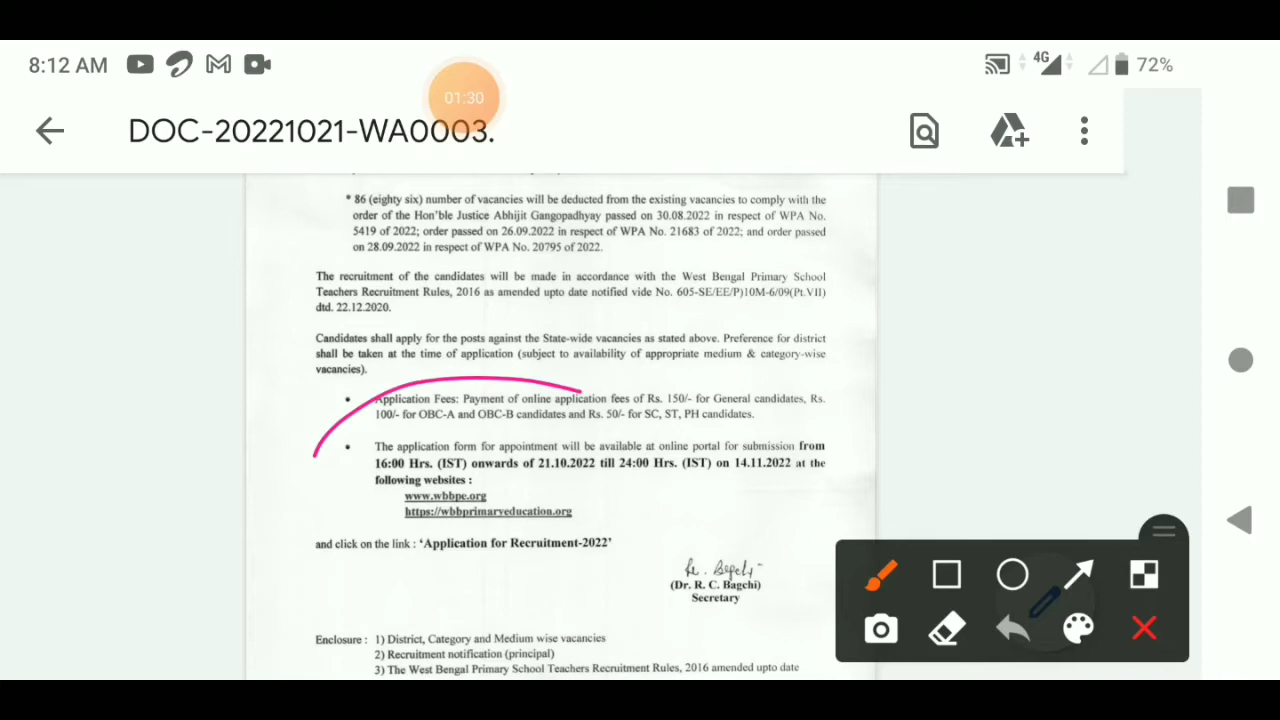 8:12 AM
4G
72%
01:30
DOC-20221021-WA0003.
* 86 (eighty six) number of vacancies will be deducted from the existing vacancies to comply with the
order of the Hon'ble Justice Abhijit Gangopadhyay passed on 30.08.2022 in respect of WPA No.
5419 of 2022; order passed on 26.09.2022 in respect of WPA No. 21683 of 2022; and order passed
on 28.09.2022 in respect of WPA No. 20795 of 2022.
The recruitment of the candidates will be made in accordance with the West Bengal Primary School
Teachers Recruitment Rules, 2016 as amended upto date notified vide No. 605-SE/EE/P)10M-6/09(Pt.VII)
dtd. 22.12.2020.
Candidates shall apply for the posts against the State-wide vacancies as stated above. Preference for district
shall be taken at the time of application (subject to availability of appropriate medium & category-wise
vacancies).
• Application Fees: Payment of online application fees of Rs. 150/- for General candidates, Rs.
100/- for OBC-A and OBC-B candidates and Rs. 50/- for SC, ST, PH candidates.
• The application form for appointment will be available at online portal for submission from
16:00 Hrs. (IST) onwards of 21.10.2022 till 24:00 Hrs. (IST) on 14.11.2022 at the
following websites :
www.wbbpe.org
https://wbbprimaryeducation.org
and click on the link : 'Application for Recruitment-2022'
(Dr. R. C. Bagchi)
Secretary
Enclosure : 1) District, Category and Medium wise vacancies
2) Recruitment notification (principal)
3) The West Bengal Primary School Teachers Recruitment Rules, 2016 amended upto date